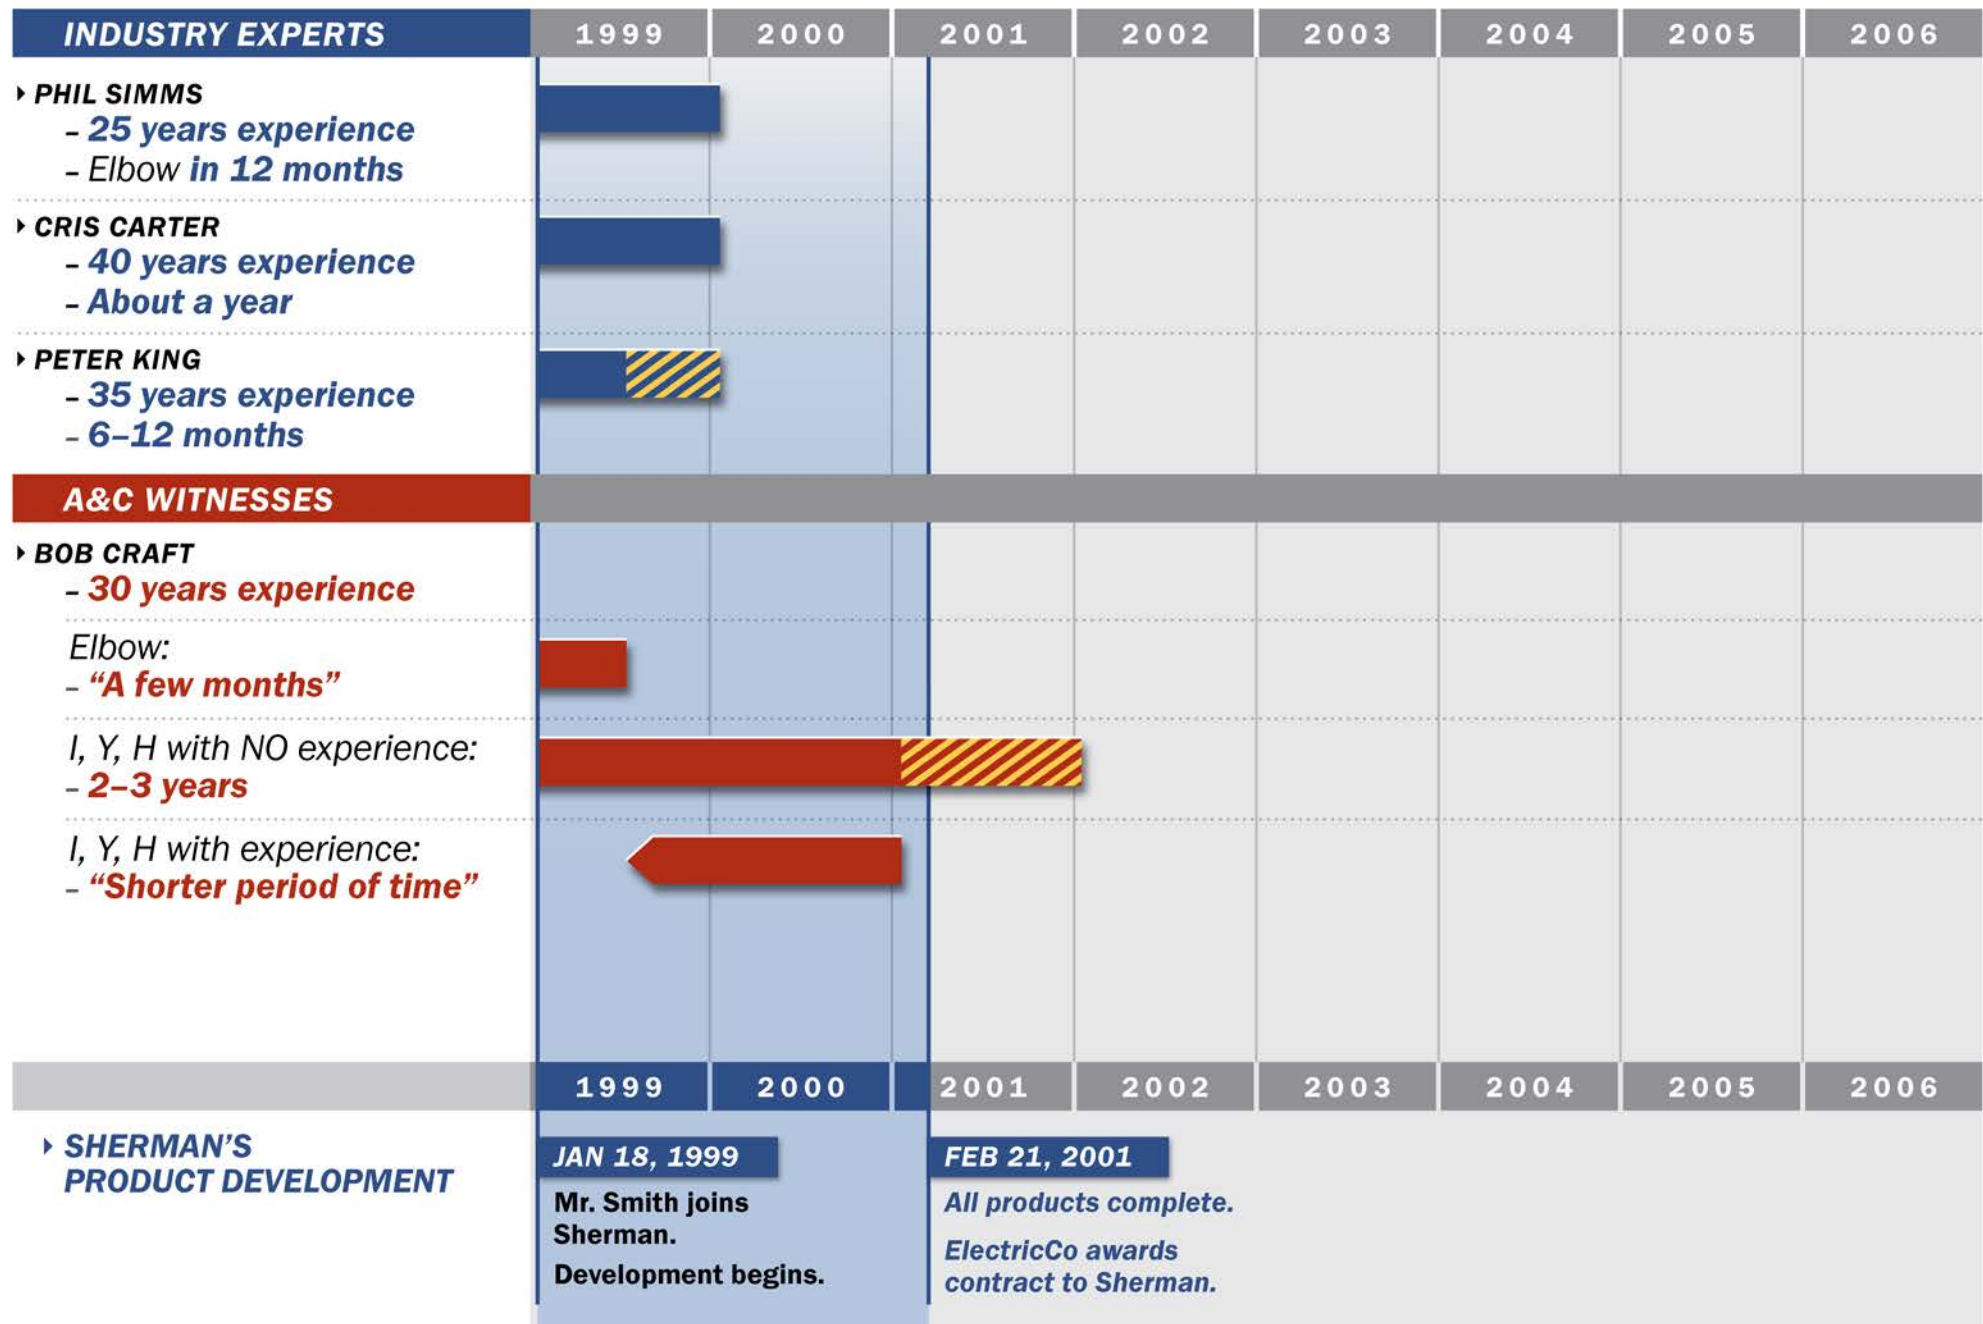 INDUSTRY EXPERTS 1999 2000 2001 2002 2003 2004 2005 2006
PHIL SIMMS
– 25 years experience
– Elbow in 12 months
CRIS CARTER
– 40 years experience
– About a year
PETER KING
– 35 years experience
– 6–12 months
A&C WITNESSES
BOB CRAFT
– 30 years experience
Elbow:
– “A few months”
I, Y, H with NO experience:
– 2–3 years
I, Y, H with experience:
– “Shorter period of time”
1999 2000 2001 2002 2003 2004 2005 2006
SHERMAN’S
PRODUCT DEVELOPMENT
JAN 18, 1999
Mr. Smith joins
Sherman.
Development begins.
FEB 21, 2001
All products complete.
ElectricCo awards
contract to Sherman.